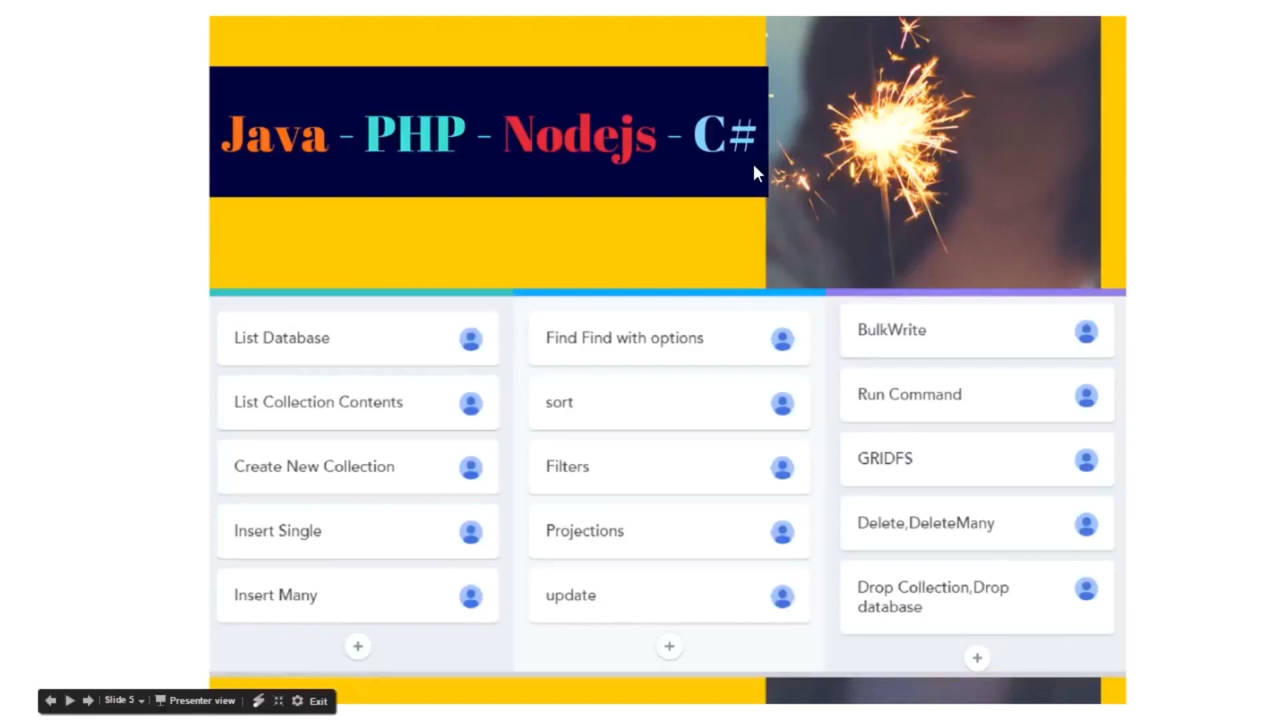 Java - PHP - Nodejs - C#
List Database
List Collection Contents
Create New Collection
Insert Single
Insert Many
Find Find with options
sort
Filters
Projections
update
BulkWrite
Run Command
GRIDFS
Delete,DeleteMany
Drop Collection,Drop
database
Slide 5
Presenter view
Exit